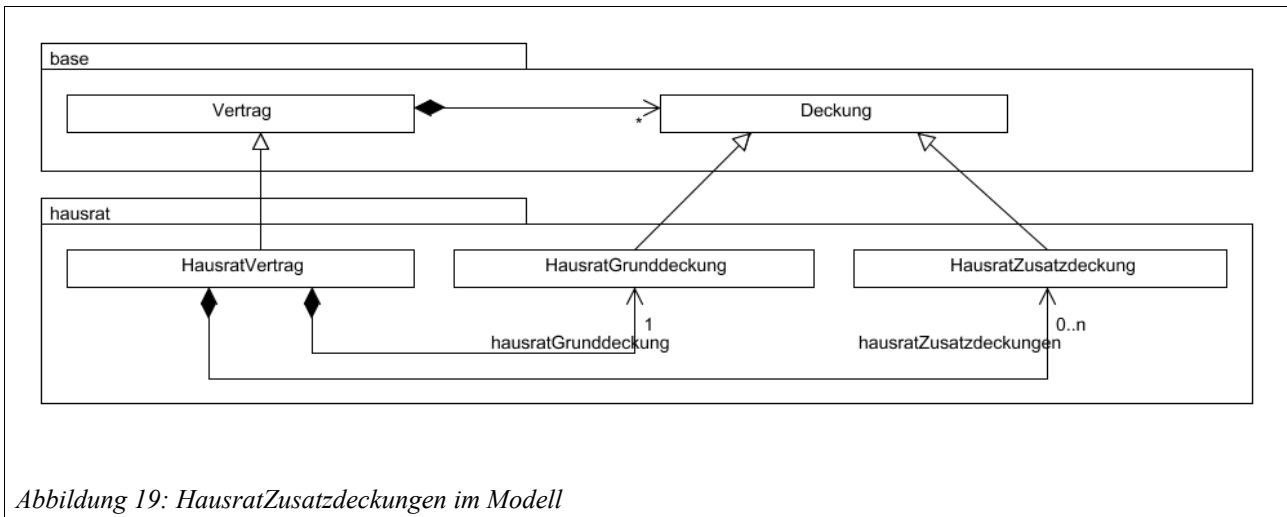 base
Vertrag
Deckung
*
hausrat
HausratVertrag
HausratGrunddeckung
HausratZusatzdeckung
1
0..n
hausratGrunddeckung
hausratZusatzdeckungen
Abbildung 19: HausratZusatzdeckungen im Modell